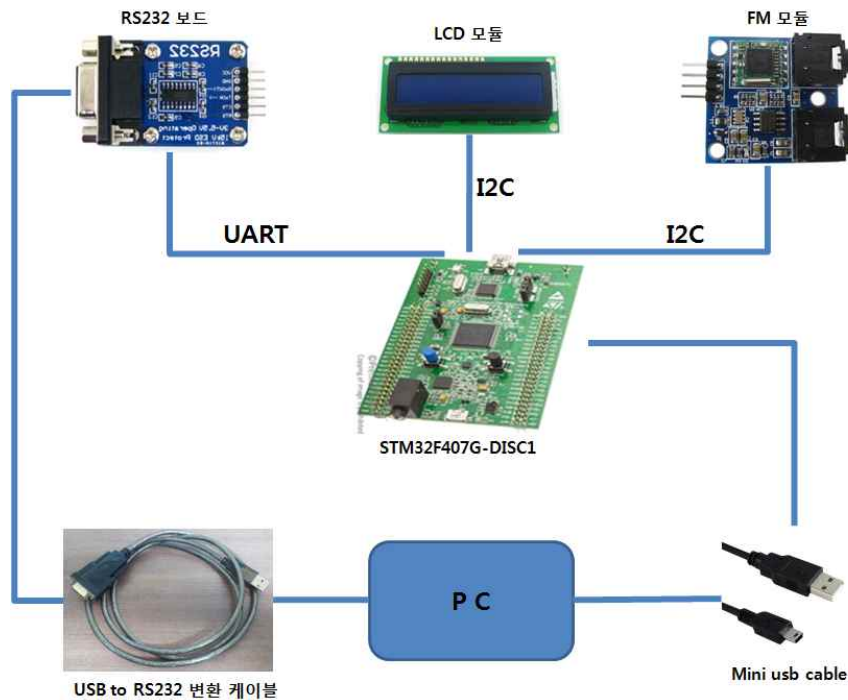 RS232 보드
LCD 모듈
FM 모듈
RS232
I2C
UART
I2C
STM32F407G-DISC1
P C
USB to RS232 변환 케이블
Mini usb cable